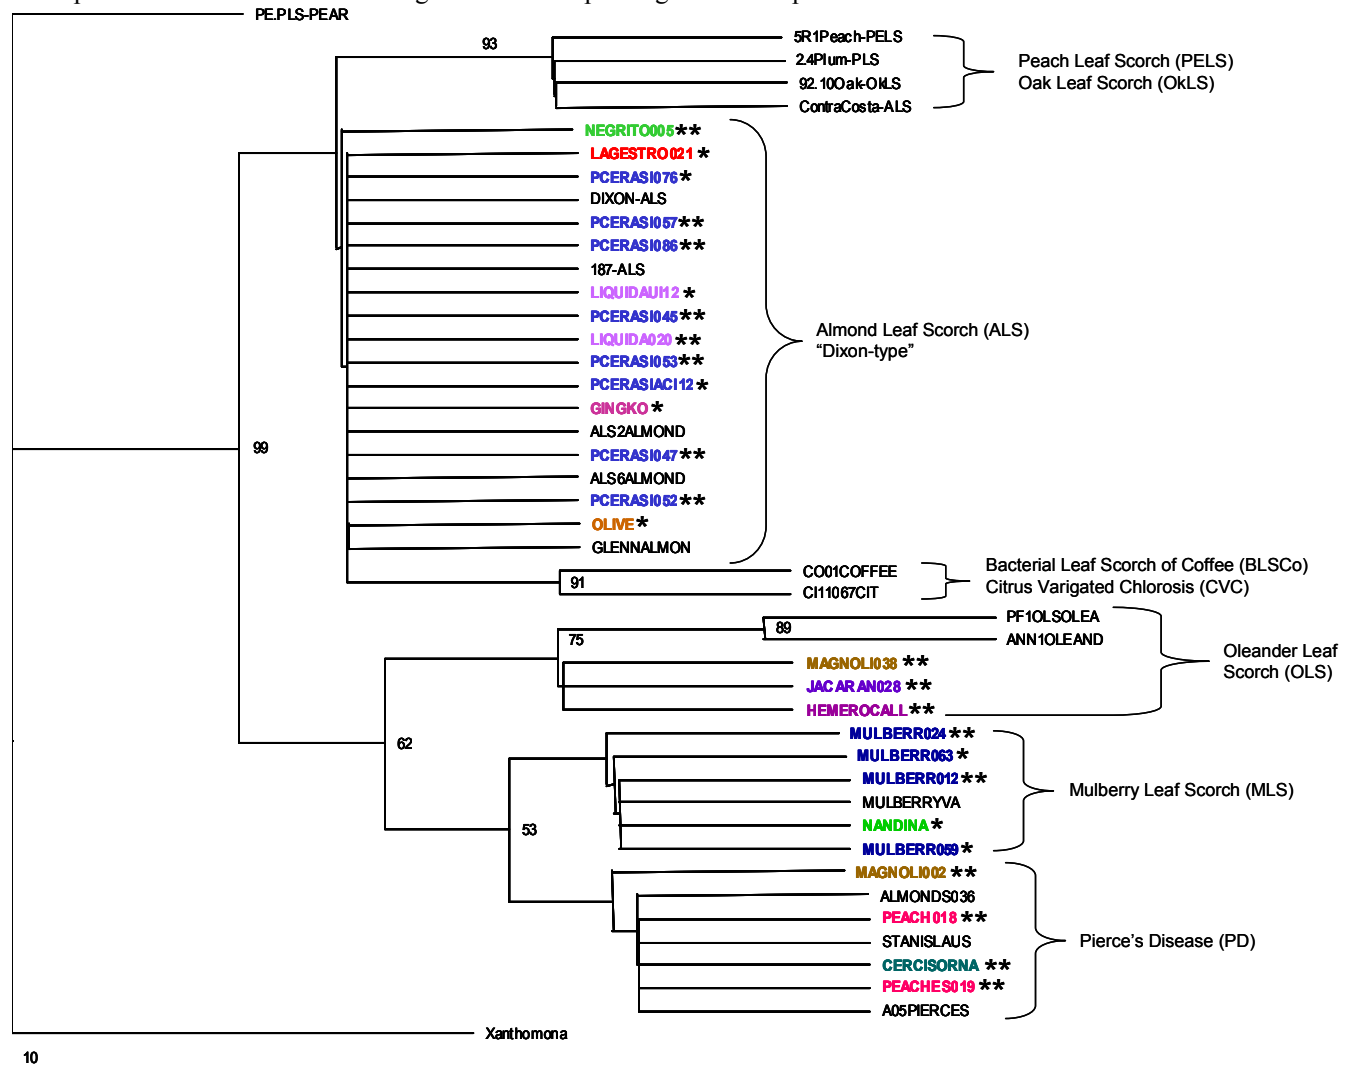 PE.PLS-PEAR
93
5R1Peach-PELS
2.4Plum-PLS
92.10Oak-OkLS
ContraCosta-ALS
Peach Leaf Scorch (PELS)
Oak Leaf Scorch (OkLS)
NEGRITO005**
LAGESTRO021*
PCERASI076*
DIXON-ALS
PCERASI057**
PCERASI086**
187-ALS
LIQUIDAUI12*
PCERASI045**
LIQUIDA020**
PCERASI053**
PCERASIACI12*
GINGKO*
ALS2ALMOND
PCERASI047**
ALS6ALMOND
PCERASI052**
OLIVE*
GLENNALMON
Almond Leaf Scorch (ALS)
“Dixon-type”
99
91
CO01COFFEE
CI11067CIT
Bacterial Leaf Scorch of Coffee (BLSCo)
Citrus Varigated Chlorosis (CVC)
75
89
PF1OLSOLEA
ANN1OLEAND
MAGNOLI038**
JACARAN028**
HEMEROCALL**
Oleander Leaf
Scorch (OLS)
62
MULBERR024**
MULBERR063*
MULBERR012**
MULBERRYVA
NANDINA*
MULBERR059*
Mulberry Leaf Scorch (MLS)
53
MAGNOLI002**
ALMONDS036
PEACH018**
STANISLAUS
CERCISORNA**
PEACHES019**
A05PIERCES
Pierce’s Disease (PD)
Xanthomona
10